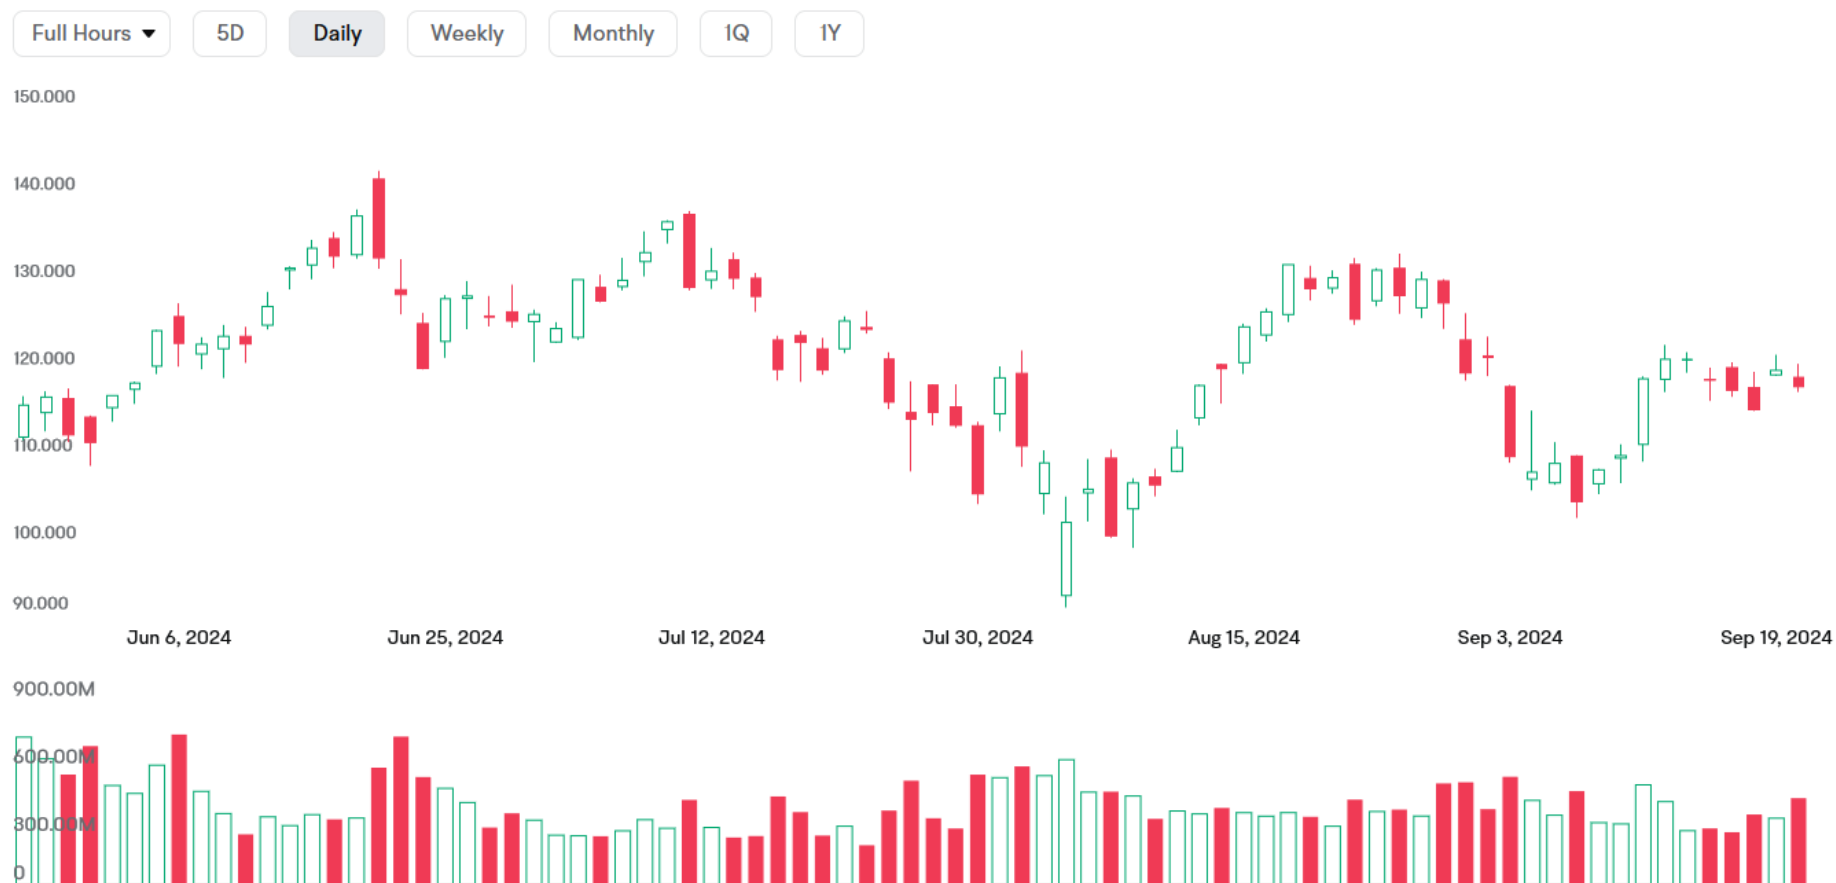 Full Hours 5D Daily Weekly Monthly 1Q 1Y
150.000
140.000
130.000
120.000
110.000
100.000
90.000
Jun 6, 2024 Jun 25, 2024 Jul 12, 2024 Jul 30, 2024 Aug 15, 2024 Sep 3, 2024 Sep 19, 2024
900.00M
600.00M
300.00M
0